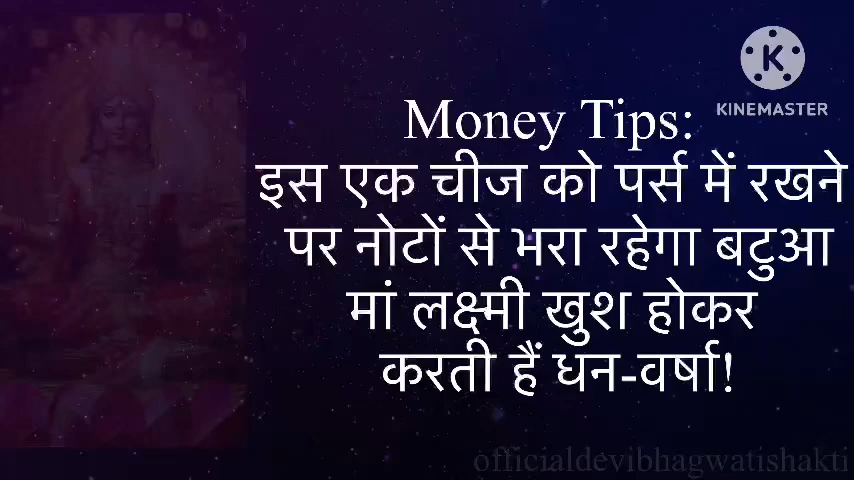 KINEMASTER
Money Tips:
इस एक चीज को पर्स में रखने
पर नोटों से भरा रहेगा बटुआ
मां लक्ष्मी खुश होकर
करती हैं धन-वर्षा!
officialdevibhagwatishakti